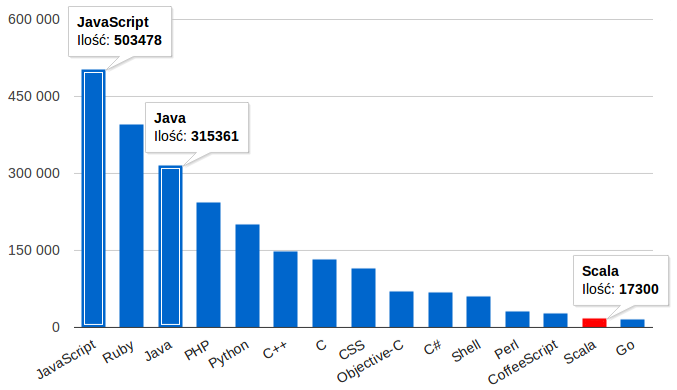 600 000
JavaScript
Ilość: 503478
450 000
Java
Ilość: 315361
300 000
150 000
Scala
Ilość: 17300
0
JavaScript
Ruby
Java
PHP
Python
C++
C
CSS
Objective-C
C#
Shell
Perl
CoffeeScript
Scala
Go